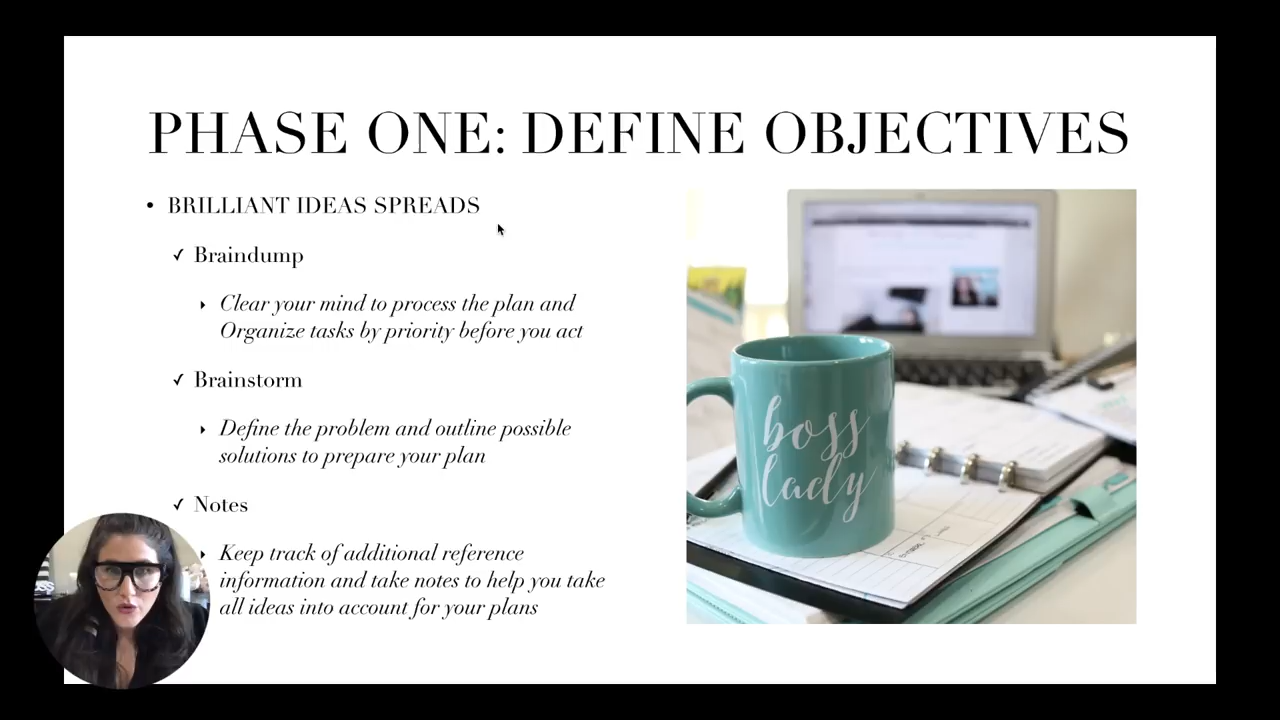 PHASE ONE: DEFINE OBJECTIVES
• BRILLIANT IDEAS SPREADS
✓ Braindump
‣ Clear your mind to process the plan and
Organize tasks by priority before you act
✓ Brainstorm
‣ Define the problem and outline possible
solutions to prepare your plan
✓ Notes
‣ Keep track of additional reference
information and take notes to help you take
all ideas into account for your plans
boss
lady